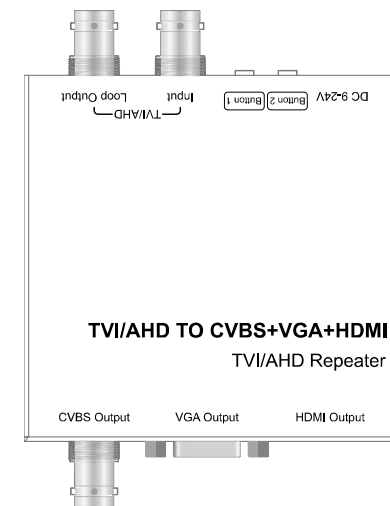 Loop Output
Input
TVI/AHD
Button 1
Button 2
DC 9-24V
TVI/AHD TO CVBS+VGA+HDMI
TVI/AHD Repeater
CVBS Output
VGA Output
HDMI Output